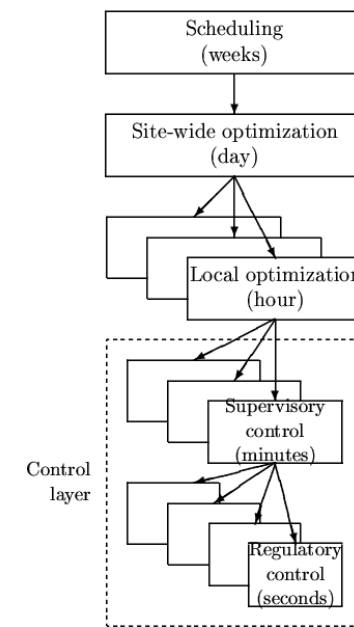 Scheduling
(weeks)
Site-wide optimization
(day)
Local optimization
(hour)
Supervisory
control
(minutes)
Control
layer
Regulatory
control
(seconds)